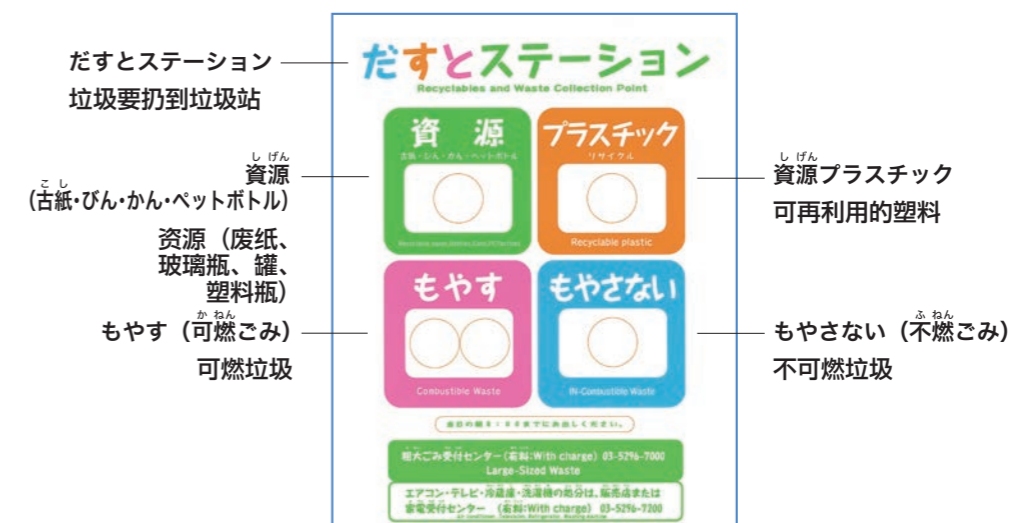 だすとステーション
垃圾要扔到垃圾站
しげん
資源
こし
(古紙・びん・かん・ペットボトル)
资源（废纸、
玻璃瓶、罐、
塑料瓶）
かねん
もやす（可燃ごみ）
可燃垃圾
だすとステーション
Recyclables and Waste Collection Point
資源
古紙・びん・かん・ペットボトル
プラスチック
リサイクル
Recyclable plastic
もやす
Combustible Waste
もやさない
IN-Combustible Waste
粗大ごみ受付センター（有料:With charge) 03-5296-7000
Large-Sized Waste
エアコン・テレビ・冷蔵庫・洗濯機の処分は、販売店または
家電受付センター （有料:With charge) 03-5296-7200
しげん
資源プラスチック
可再利用的塑料
ふねん
もやさない（不燃ごみ）
不可燃垃圾